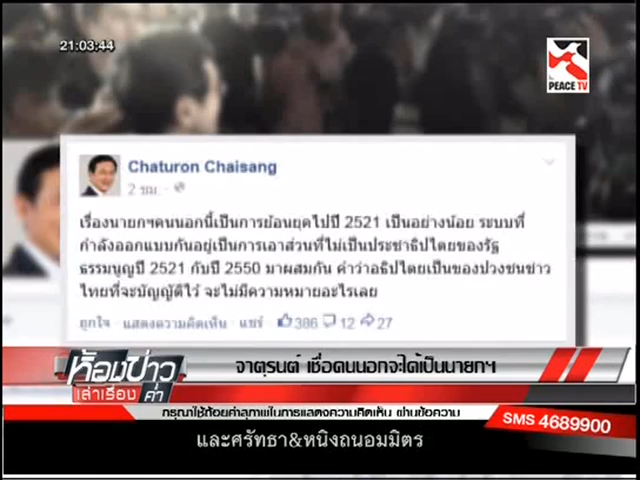 21:03:44
PEACE TV
Chaturon Chaisang
2 ชม.
เรื่องนายกฯคนนอกนี้เป็นการย้อนยุคไปปี 2521 เป็นอย่างน้อย ระบบที่
กำลังออกแบบกันอยู่เป็นการเอาส่วนที่ไม่เป็นประชาธิปไตยของรัฐ
ธรรมนูญปี 2521 กับปี 2550 มาผสมกัน คำว่าอธิปไตยเป็นของปวงชนชาว
ไทยที่จะบัญญัติไว้ จะไม่มีความหมายอะไรเลย
ถูกใจ · แสดงความคิดเห็น · แชร์ 386 12 27
ห้องข่าว
เล่าเรื่อง ค่ำ
จาตุรนต์ เชื่อคนนอกจะได้เป็นนายกฯ
กรุณาใช้ถ้อยคำสุภาพในการแสดงความคิดเห็น ผ่านข้อความ
SMS 4689900
และศรัทธา&หนิงถนอมมิตร